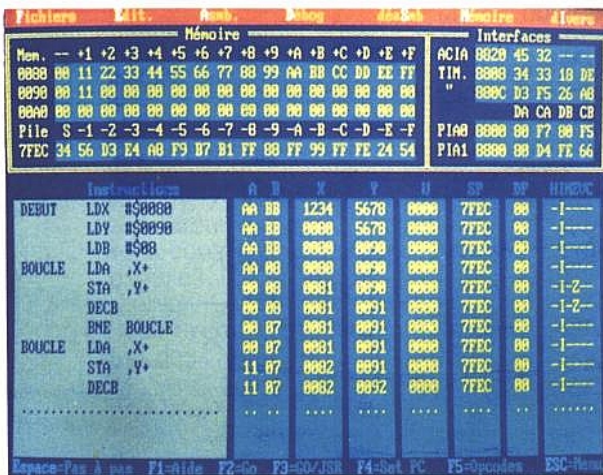 Fichiers Edit. Asmb. Debog désAmb Mémoire dIvers
Mémoire
Mem. -- +1 +2 +3 +4 +5 +6 +7 +8 +9 +A +B +C +D +E +F
0080 00 11 22 33 44 55 66 77 88 99 AA BB CC DD EE FF
0090 00 11 00 00 00 00 00 00 00 00 00 00 00 00 00 00
00A0 00 00 00 00 00 00 00 00 00 00 00 00 00 00 00 00
Pile S -1 -2 -3 -4 -5 -6 -7 -8 -9 -A -B -C -D -E -F
7FEC 34 56 D3 E4 A8 F9 B7 B1 FF 88 FF 99 FF FE 24 54
Interfaces
ACIA 8820 45 32 -- --
TIM. 8808 34 33 18 DE
" 880C D3 F5 26 A8
DA CA DB CB
PIA0 8800 80 F7 80 F5
PIA1 8880 80 D4 FE 66
Instructions A B X Y U SP DP HINZVC
DEBUT LDX #$0080 AA BB 1234 5678 0000 7FEC 00 -I----
LDY #$0090 AA BB 0080 5678 0000 7FEC 00 -I----
LDB #$08 AA BB 0080 0090 0000 7FEC 00 -I----
BOUCLE LDA ,X+ AA 08 0080 0090 0000 7FEC 00 -I----
STA ,Y+ 00 08 0081 0090 0000 7FEC 00 -I-Z--
DECB 00 08 0081 0091 0000 7FEC 00 -I-Z--
BNE BOUCLE 00 07 0081 0091 0000 7FEC 00 -I----
BOUCLE LDA ,X+ 00 07 0081 0091 0000 7FEC 00 -I----
STA ,Y+ 11 07 0082 0091 0000 7FEC 00 -I----
DECB 11 07 0082 0092 0000 7FEC 00 -I----
Espace=Pas A pas F1=Aide F2=Go F3=GO/JSR F4=Set PC F5=Opcodes ESC=Menu